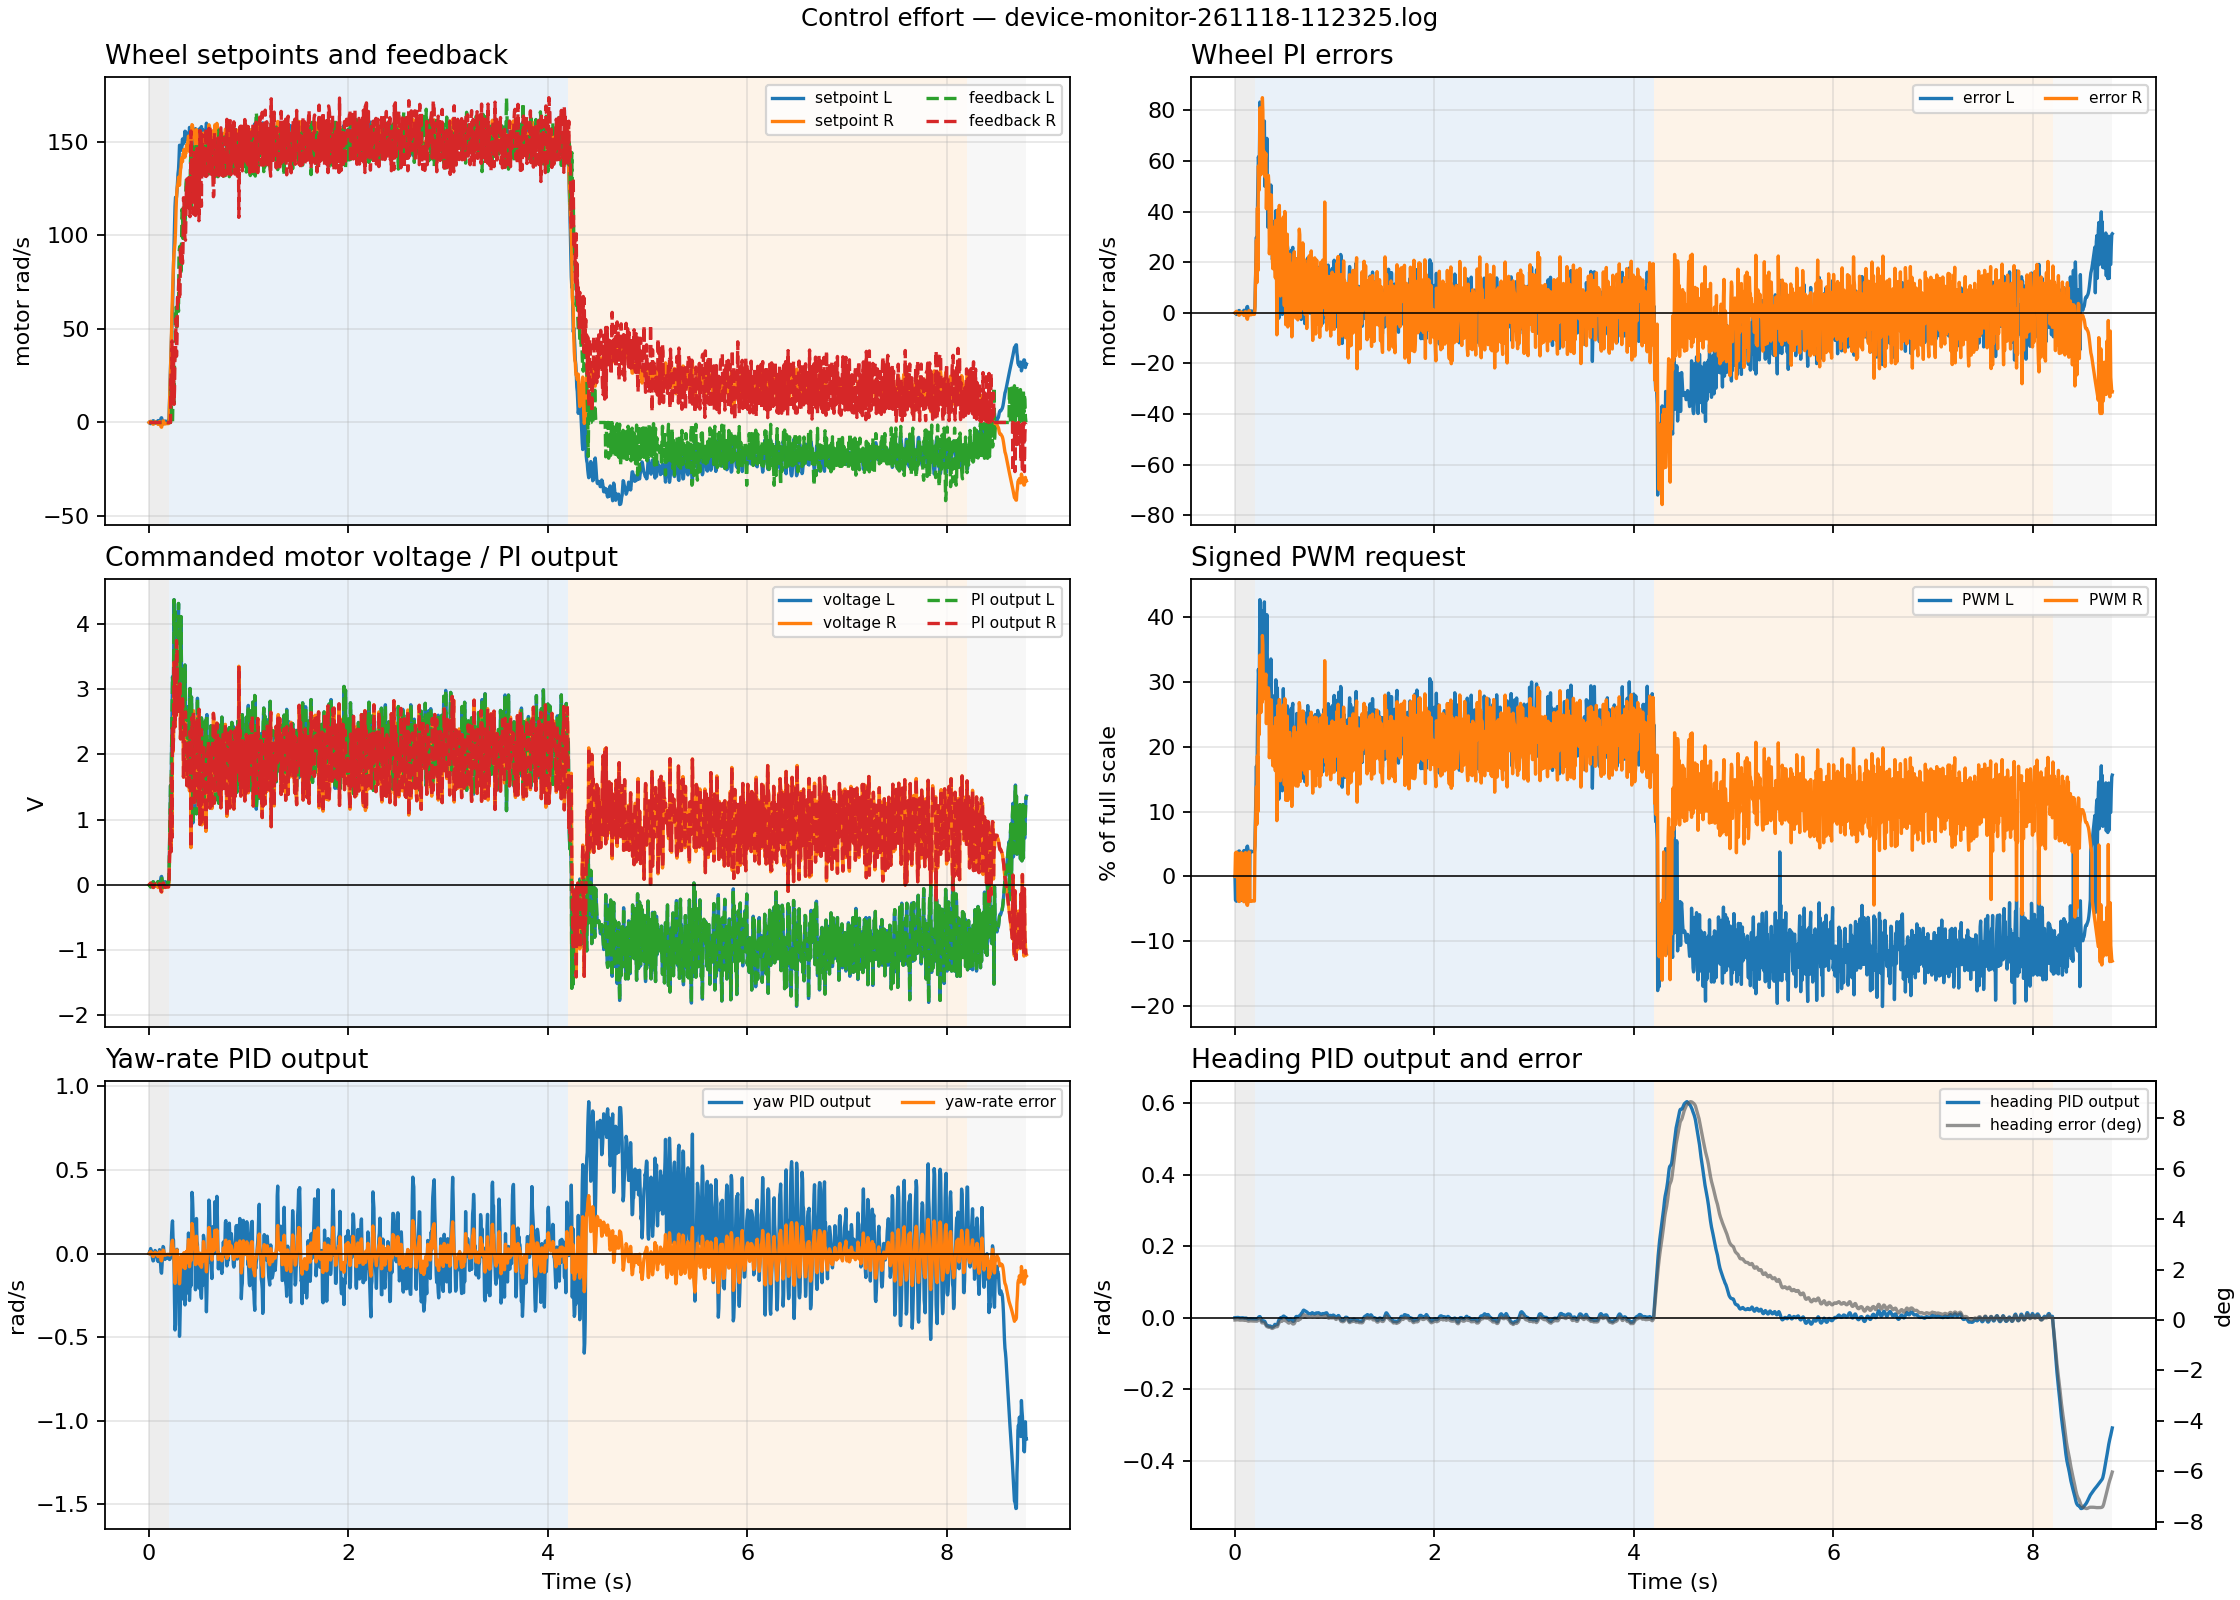 Control effort — device-monitor-261118-112325.log
Wheel setpoints and feedback
setpoint L
setpoint R
feedback L
feedback R
motor rad/s
150
100
50
0
−50
Wheel PI errors
error L
error R
motor rad/s
80
60
40
20
0
−20
−40
−60
−80
Commanded motor voltage / PI output
voltage L
voltage R
PI output L
PI output R
V
4
3
2
1
0
−1
−2
Signed PWM request
PWM L
PWM R
% of full scale
40
30
20
10
0
−10
−20
Yaw-rate PID output
yaw PID output
yaw-rate error
rad/s
1.0
0.5
0.0
−0.5
−1.0
−1.5
0
2
4
6
8
Time (s)
Heading PID output and error
heading PID output
heading error (deg)
rad/s
0.6
0.4
0.2
0.0
−0.2
−0.4
8
6
4
2
0
−2
−4
−6
−8
deg
0
2
4
6
8
Time (s)